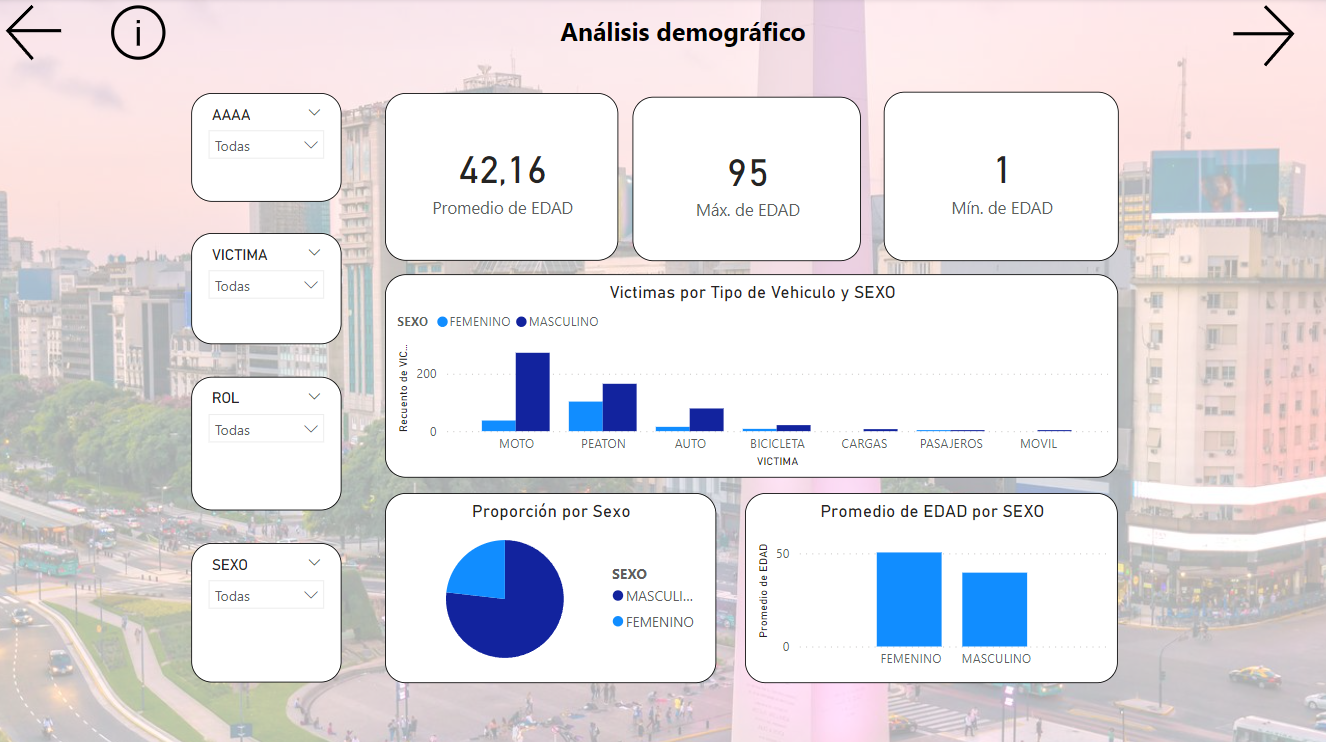 i
Análisis demográfico
AAAA
Todas
VICTIMA
Todas
ROL
Todas
SEXO
Todas
42,16
Promedio de EDAD
95
Máx. de EDAD
1
Mín. de EDAD
Victimas por Tipo de Vehiculo y SEXO
SEXO FEMENINO MASCULINO
Recuento de VIC...
200
0
MOTO PEATON AUTO BICICLETA CARGAS PASAJEROS MOVIL
VICTIMA
Proporción por Sexo
SEXO
MASCULI...
FEMENINO
Promedio de EDAD por SEXO
Promedio de EDAD
50
0
FEMENINO MASCULINO